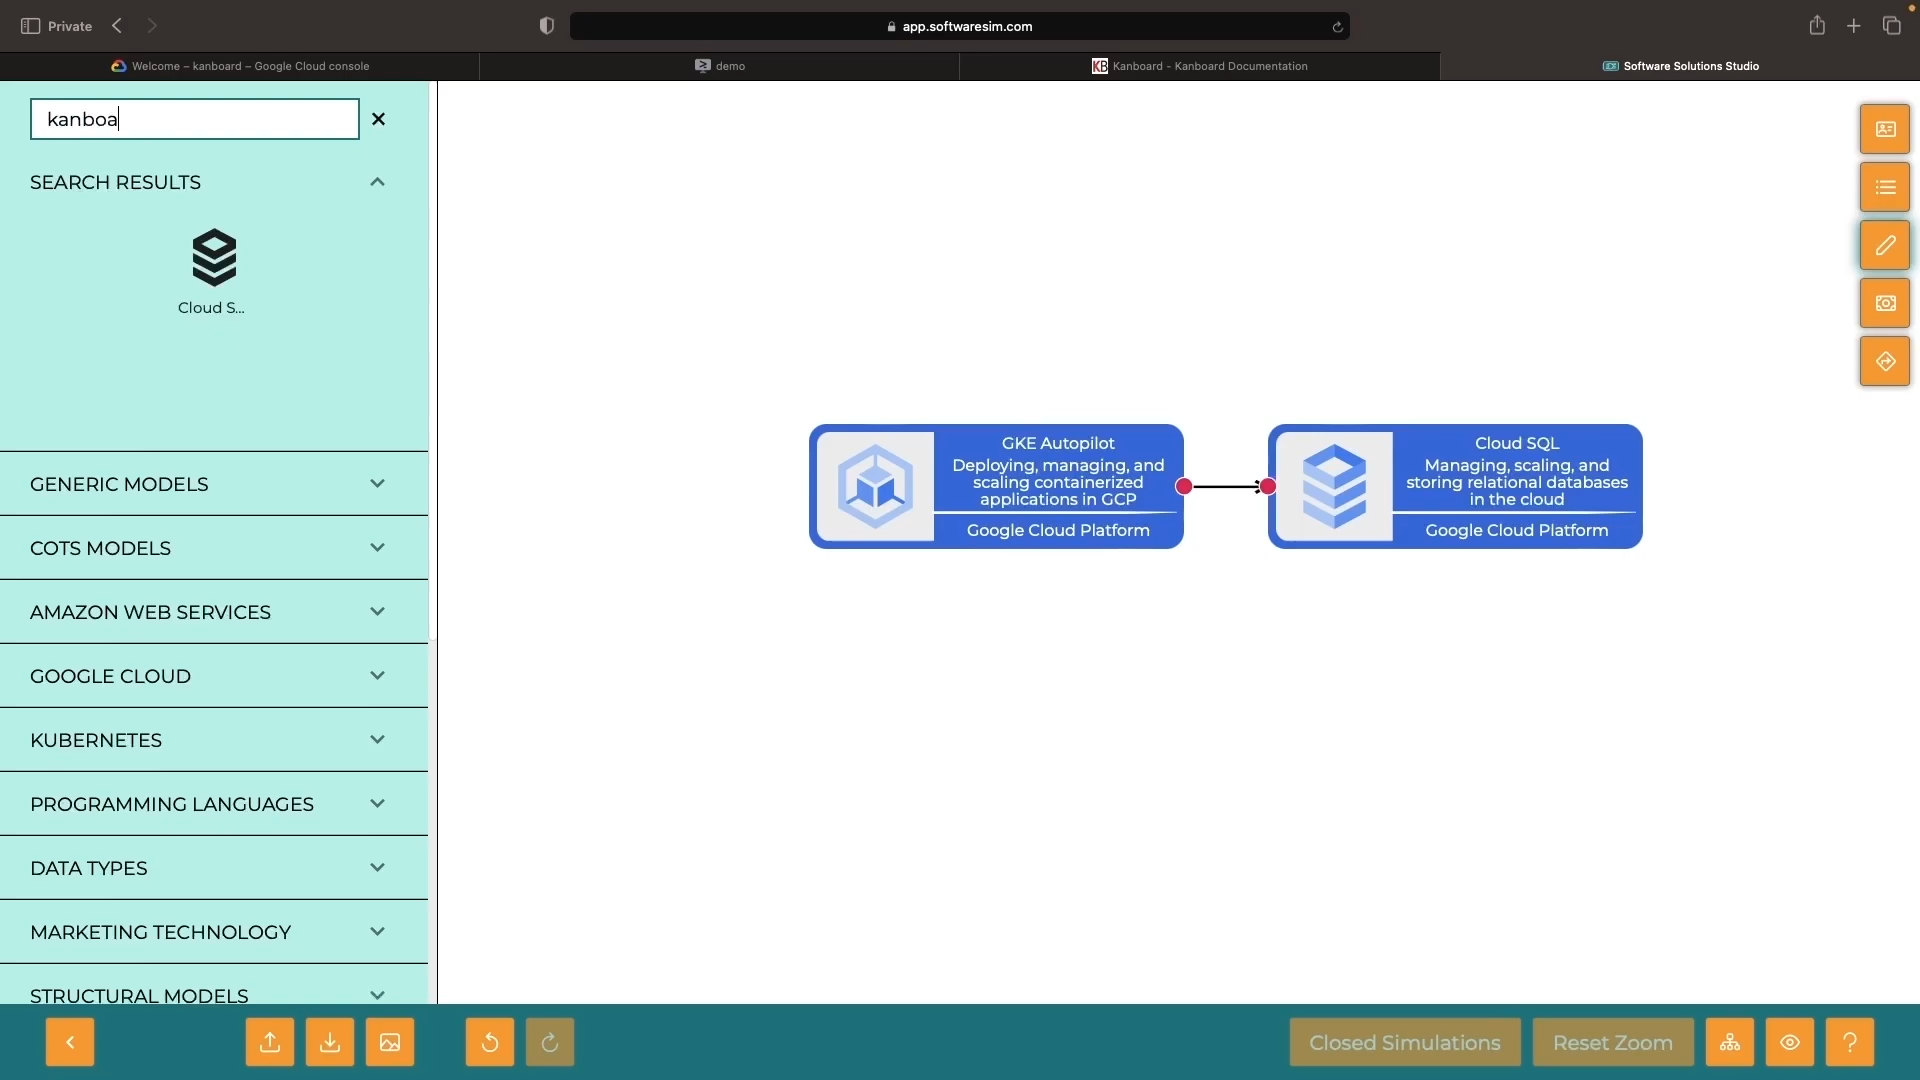 Private
app.softwaresim.com
Welcome – kanboard – Google Cloud console
demo
KB Kanboard - Kanboard Documentation
Software Solutions Studio
kanboa
SEARCH RESULTS
Cloud S...
GENERIC MODELS
COTS MODELS
AMAZON WEB SERVICES
GOOGLE CLOUD
KUBERNETES
PROGRAMMING LANGUAGES
DATA TYPES
MARKETING TECHNOLOGY
STRUCTURAL MODELS
GKE Autopilot
Deploying, managing, and
scaling containerized
applications in GCP
Google Cloud Platform
Cloud SQL
Managing, scaling, and
storing relational databases
in the cloud
Google Cloud Platform
Closed Simulations
Reset Zoom